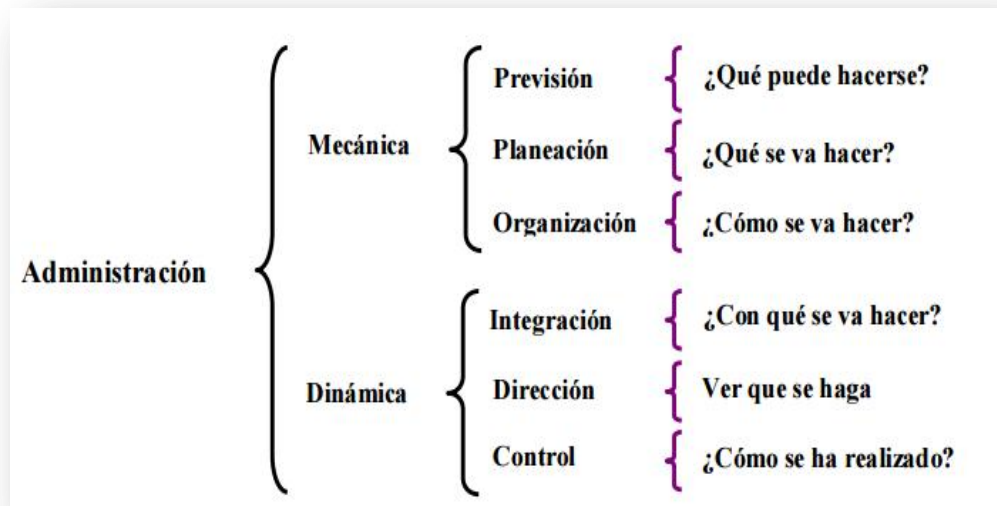 Administración
Mecánica
Previsión
¿Qué puede hacerse?
Planeación
¿Qué se va hacer?
Organización
¿Cómo se va hacer?
Dinámica
Integración
¿Con qué se va hacer?
Dirección
Ver que se haga
Control
¿Cómo se ha realizado?